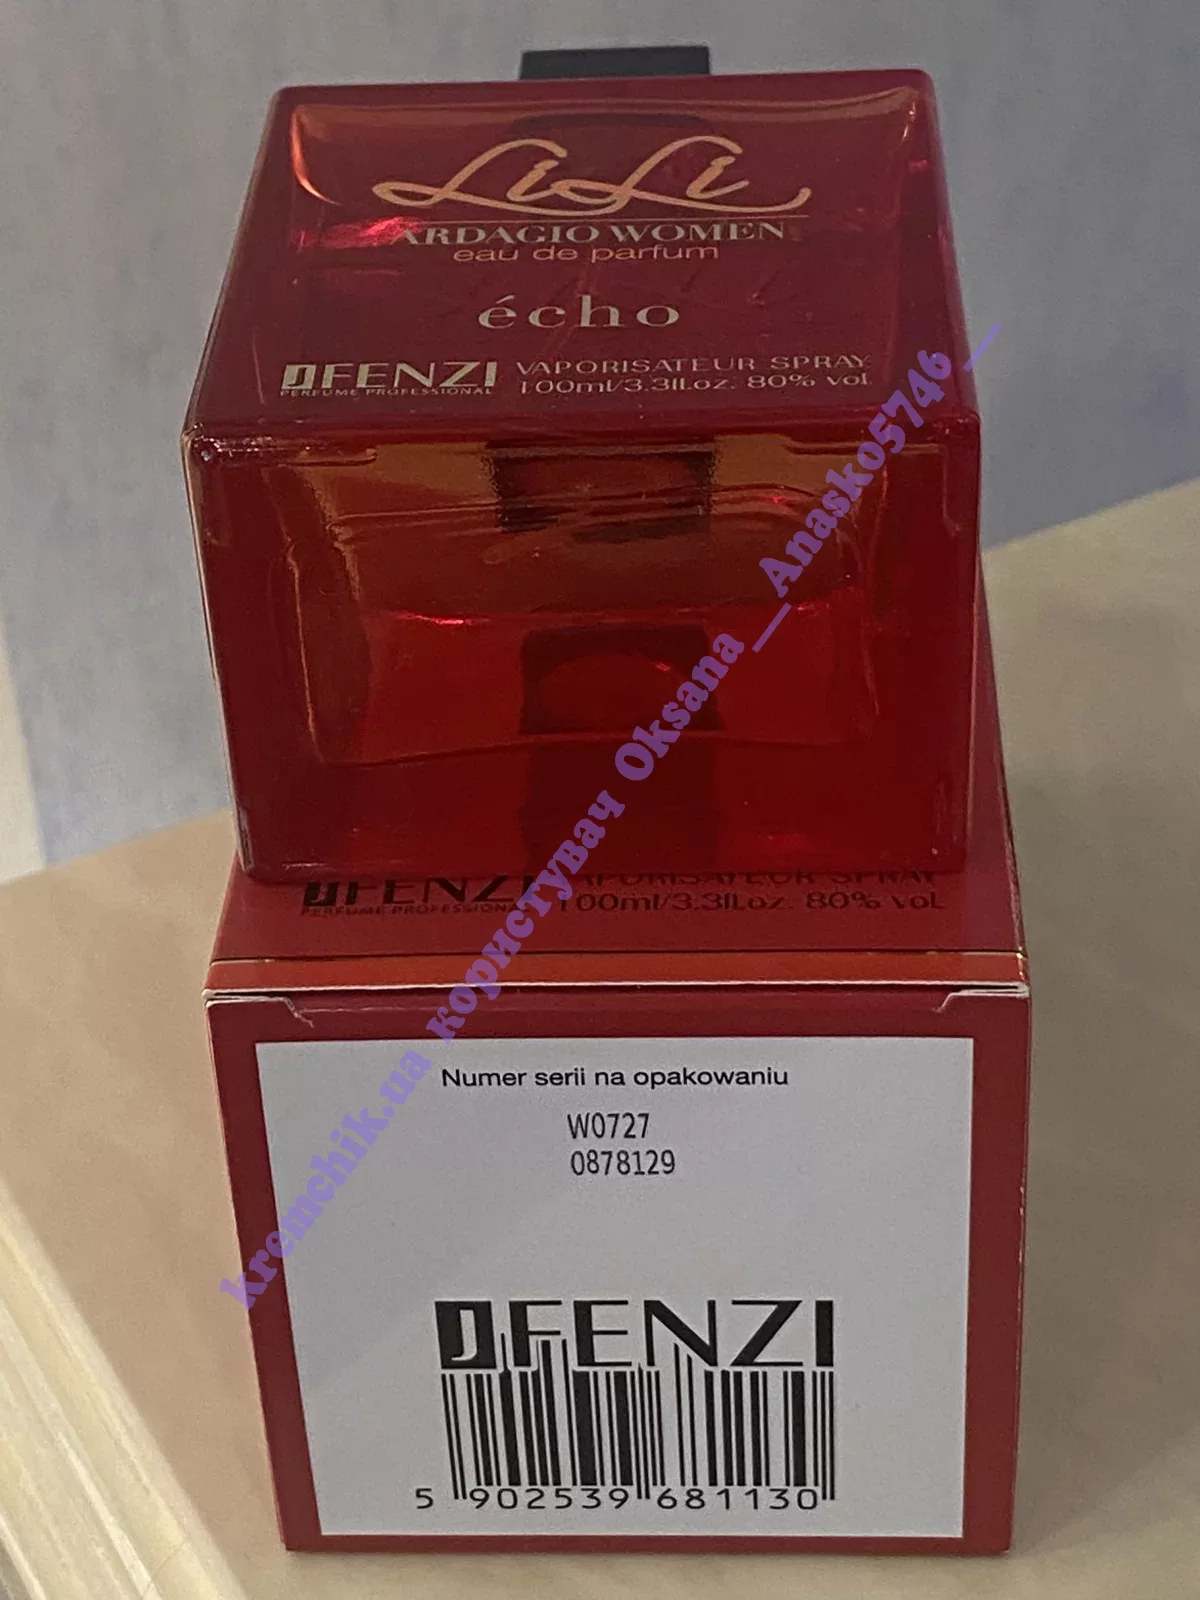 LiLi
ARDAGIO WOMEN
eau de parfum
écho
JFENZI
PERFUME PROFESSIONAL
VAPORISATEUR SPRAY
100ml/3.3fl.oz. 80% vol.
JFENZI
PERFUME PROFESSIONAL
VAPORISATEUR SPRAY
100ml/3.3fl.oz. 80% vol.
Numer serii na opakowaniu
W0727
0878129
JFENZI
5 902539 681130
kremchik.ua користувач Oksana__Anasko5746__